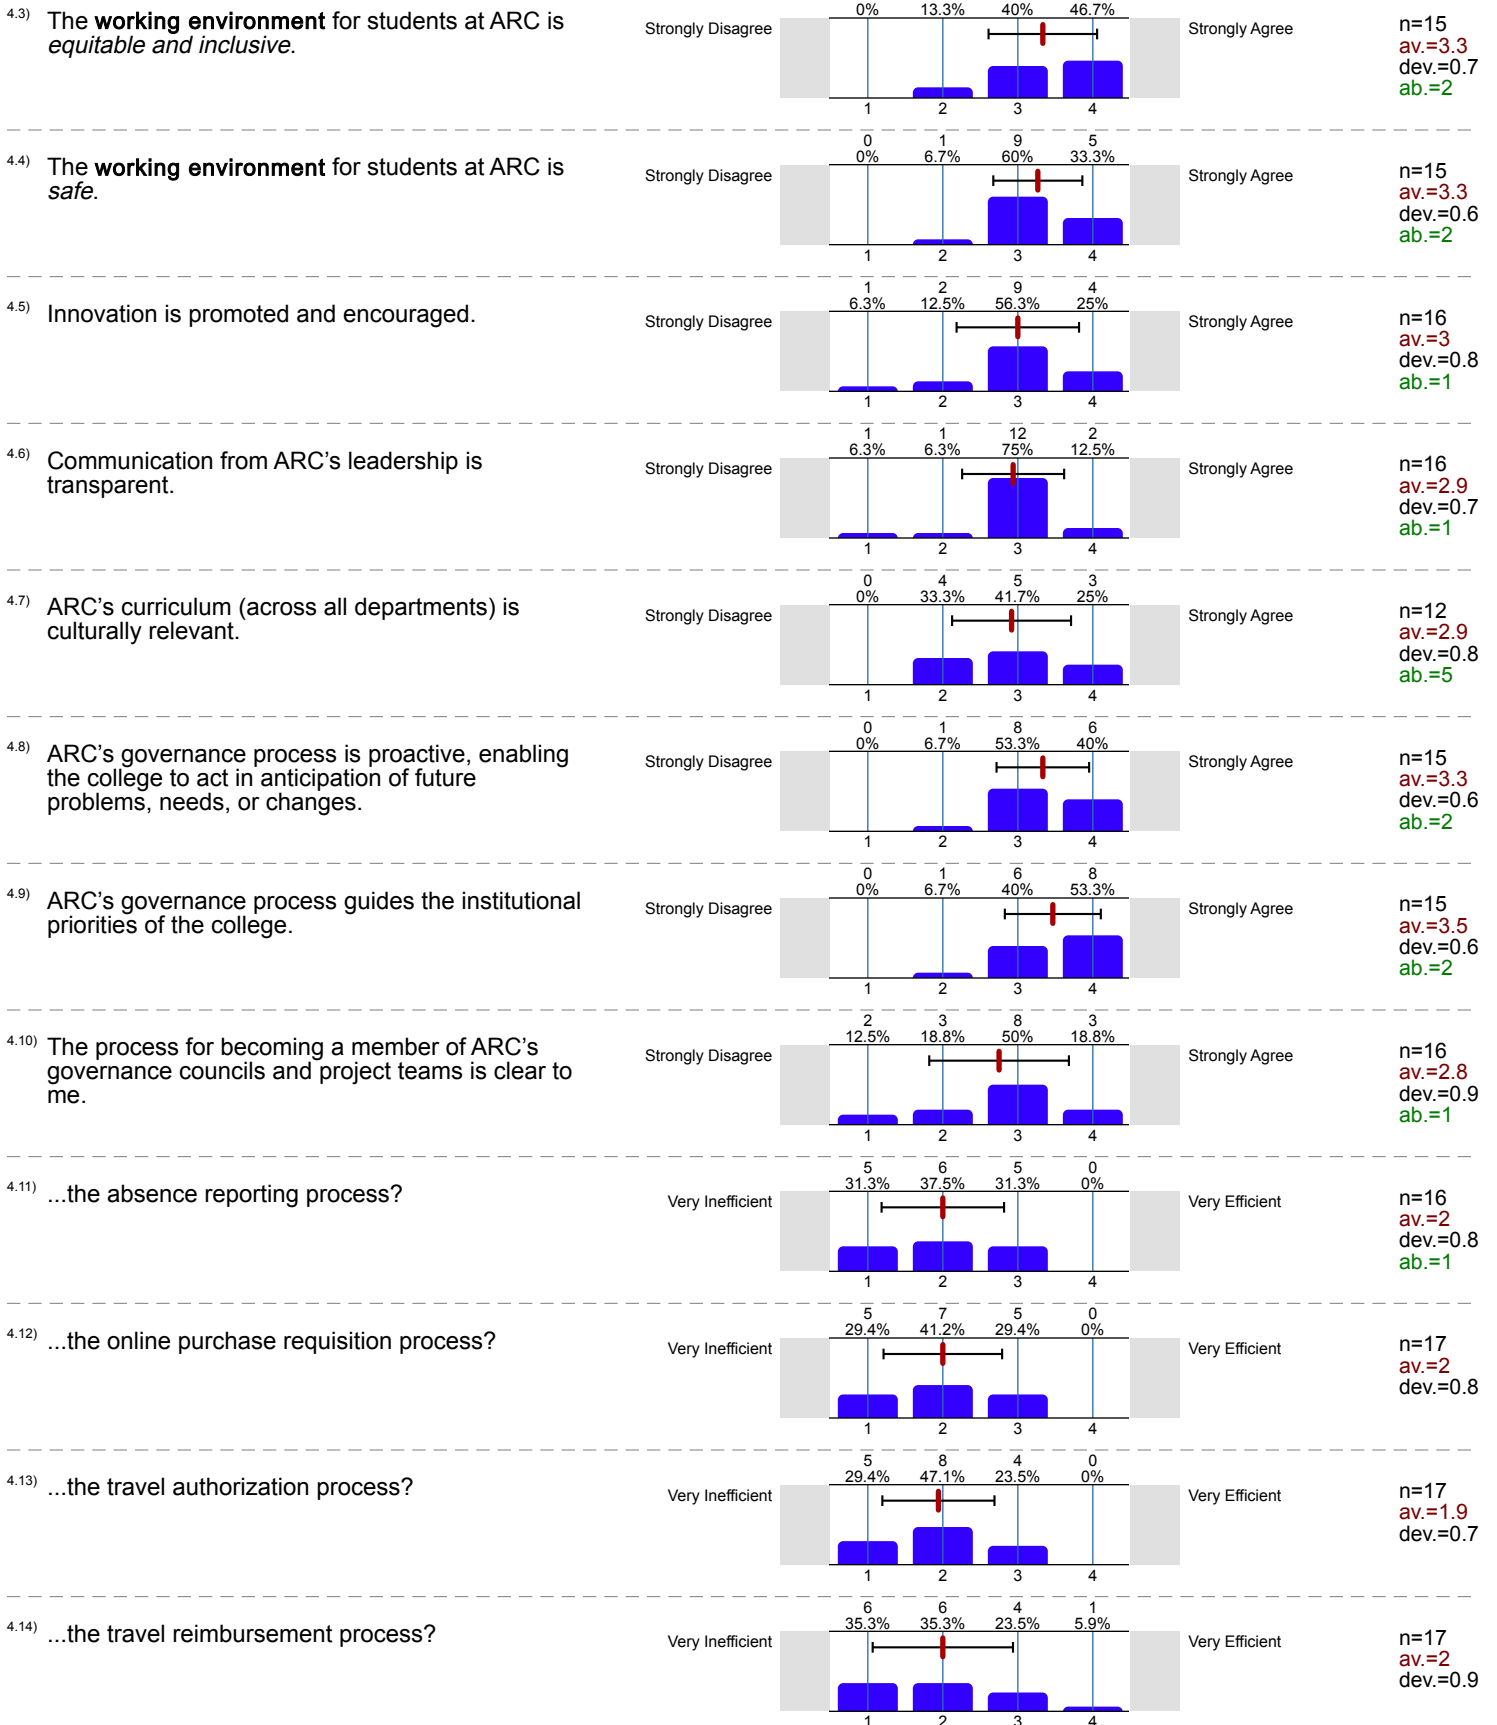 0% 13.3% 40% 46.7%
4.3) The working environment for students at ARC is
equitable and inclusive.
Strongly Disagree
Strongly Agree
n=15
av.=3.3
dev.=0.7
ab.=2
1 2 3 4
0 1 9 5
0% 6.7% 60% 33.3%
4.4) The working environment for students at ARC is
safe.
Strongly Disagree
Strongly Agree
n=15
av.=3.3
dev.=0.6
ab.=2
1 2 3 4
1 2 9 4
6.3% 12.5% 56.3% 25%
4.5) Innovation is promoted and encouraged.
Strongly Disagree
Strongly Agree
n=16
av.=3
dev.=0.8
ab.=1
1 2 3 4
1 1 12 2
6.3% 6.3% 75% 12.5%
4.6) Communication from ARC’s leadership is
transparent.
Strongly Disagree
Strongly Agree
n=16
av.=2.9
dev.=0.7
ab.=1
1 2 3 4
0 4 5 3
0% 33.3% 41.7% 25%
4.7) ARC’s curriculum (across all departments) is
culturally relevant.
Strongly Disagree
Strongly Agree
n=12
av.=2.9
dev.=0.8
ab.=5
1 2 3 4
0 1 8 6
0% 6.7% 53.3% 40%
4.8) ARC’s governance process is proactive, enabling
the college to act in anticipation of future
problems, needs, or changes.
Strongly Disagree
Strongly Agree
n=15
av.=3.3
dev.=0.6
ab.=2
1 2 3 4
0 1 6 8
0% 6.7% 40% 53.3%
4.9) ARC’s governance process guides the institutional
priorities of the college.
Strongly Disagree
Strongly Agree
n=15
av.=3.5
dev.=0.6
ab.=2
1 2 3 4
2 3 8 3
12.5% 18.8% 50% 18.8%
4.10) The process for becoming a member of ARC’s
governance councils and project teams is clear to
me.
Strongly Disagree
Strongly Agree
n=16
av.=2.8
dev.=0.9
ab.=1
1 2 3 4
5 6 5 0
31.3% 37.5% 31.3% 0%
4.11) ...the absence reporting process?
Very Inefficient
Very Efficient
n=16
av.=2
dev.=0.8
ab.=1
1 2 3 4
5 7 5 0
29.4% 41.2% 29.4% 0%
4.12) ...the online purchase requisition process?
Very Inefficient
Very Efficient
n=17
av.=2
dev.=0.8
1 2 3 4
5 8 4 0
29.4% 47.1% 23.5% 0%
4.13) ...the travel authorization process?
Very Inefficient
Very Efficient
n=17
av.=1.9
dev.=0.7
1 2 3 4
6 6 4 1
35.3% 35.3% 23.5% 5.9%
4.14) ...the travel reimbursement process?
Very Inefficient
Very Efficient
n=17
av.=2
dev.=0.9
1 2 3 4